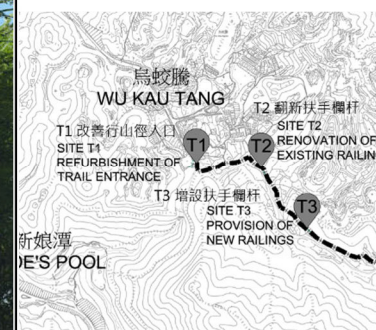 烏蛟騰
WU KAU TANG
T1 改善行山徑入口
SITE T1
REFURBISHMENT OF
TRAIL ENTRANCE
T1
T2 翻新扶手欄杆
SITE T2
RENOVATION OF
EXISTING RAILIN
T2
T3 增設扶手欄杆
SITE T3
PROVISION OF
NEW RAILINGS
T3
新娘潭
DE'S POOL